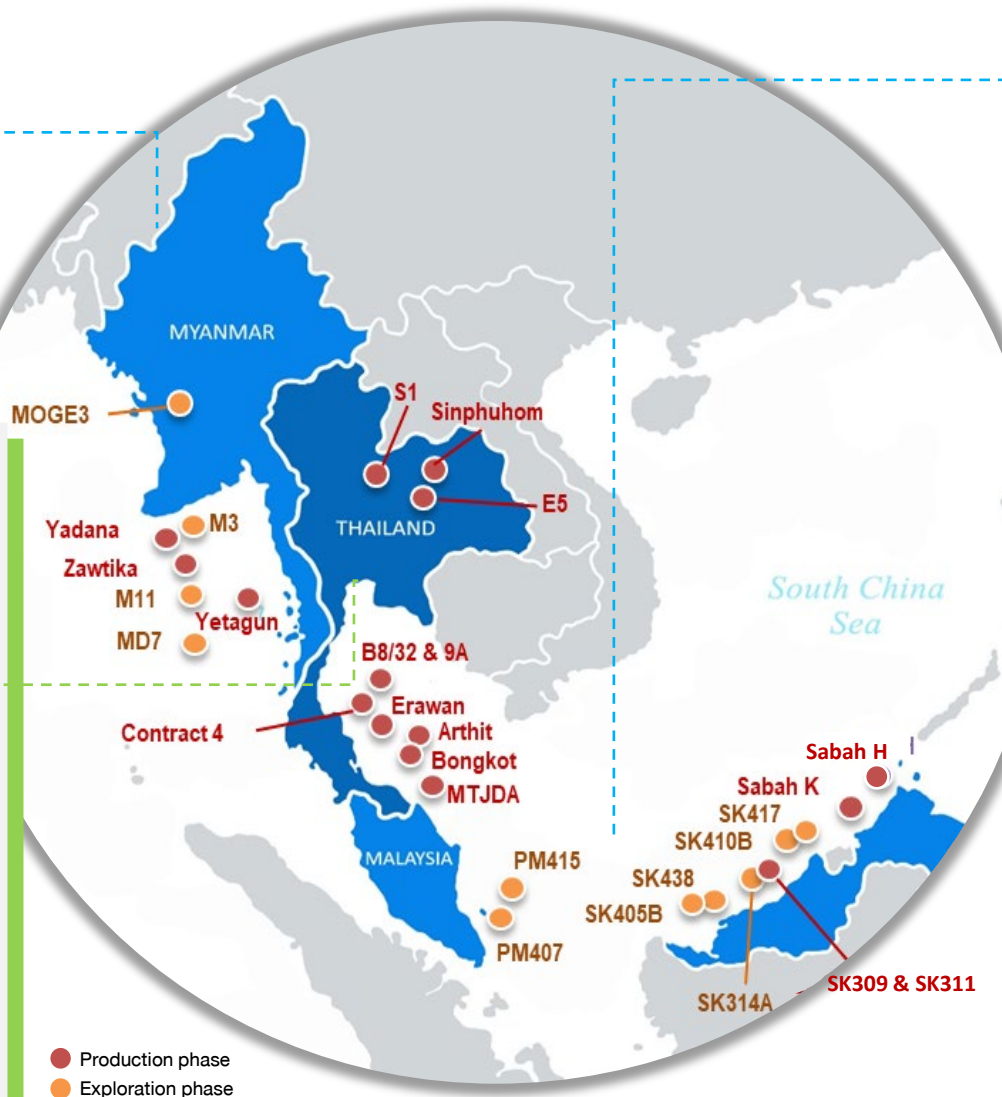 MYANMAR
MOGE3
S1
Sinphuhom
E5
THAILAND
M3
Yadana
Zawtika
M11
Yetagun
MD7
South China
Sea
B8/32 & 9A
Contract 4
Erawan
Arthit
Bongkot
MTJDA
Sabah H
Sabah K
SK417
SK410B
MALAYSIA
PM415
SK438
SK405B
PM407
SK314A
SK309 & SK311
Production phase
Exploration phase